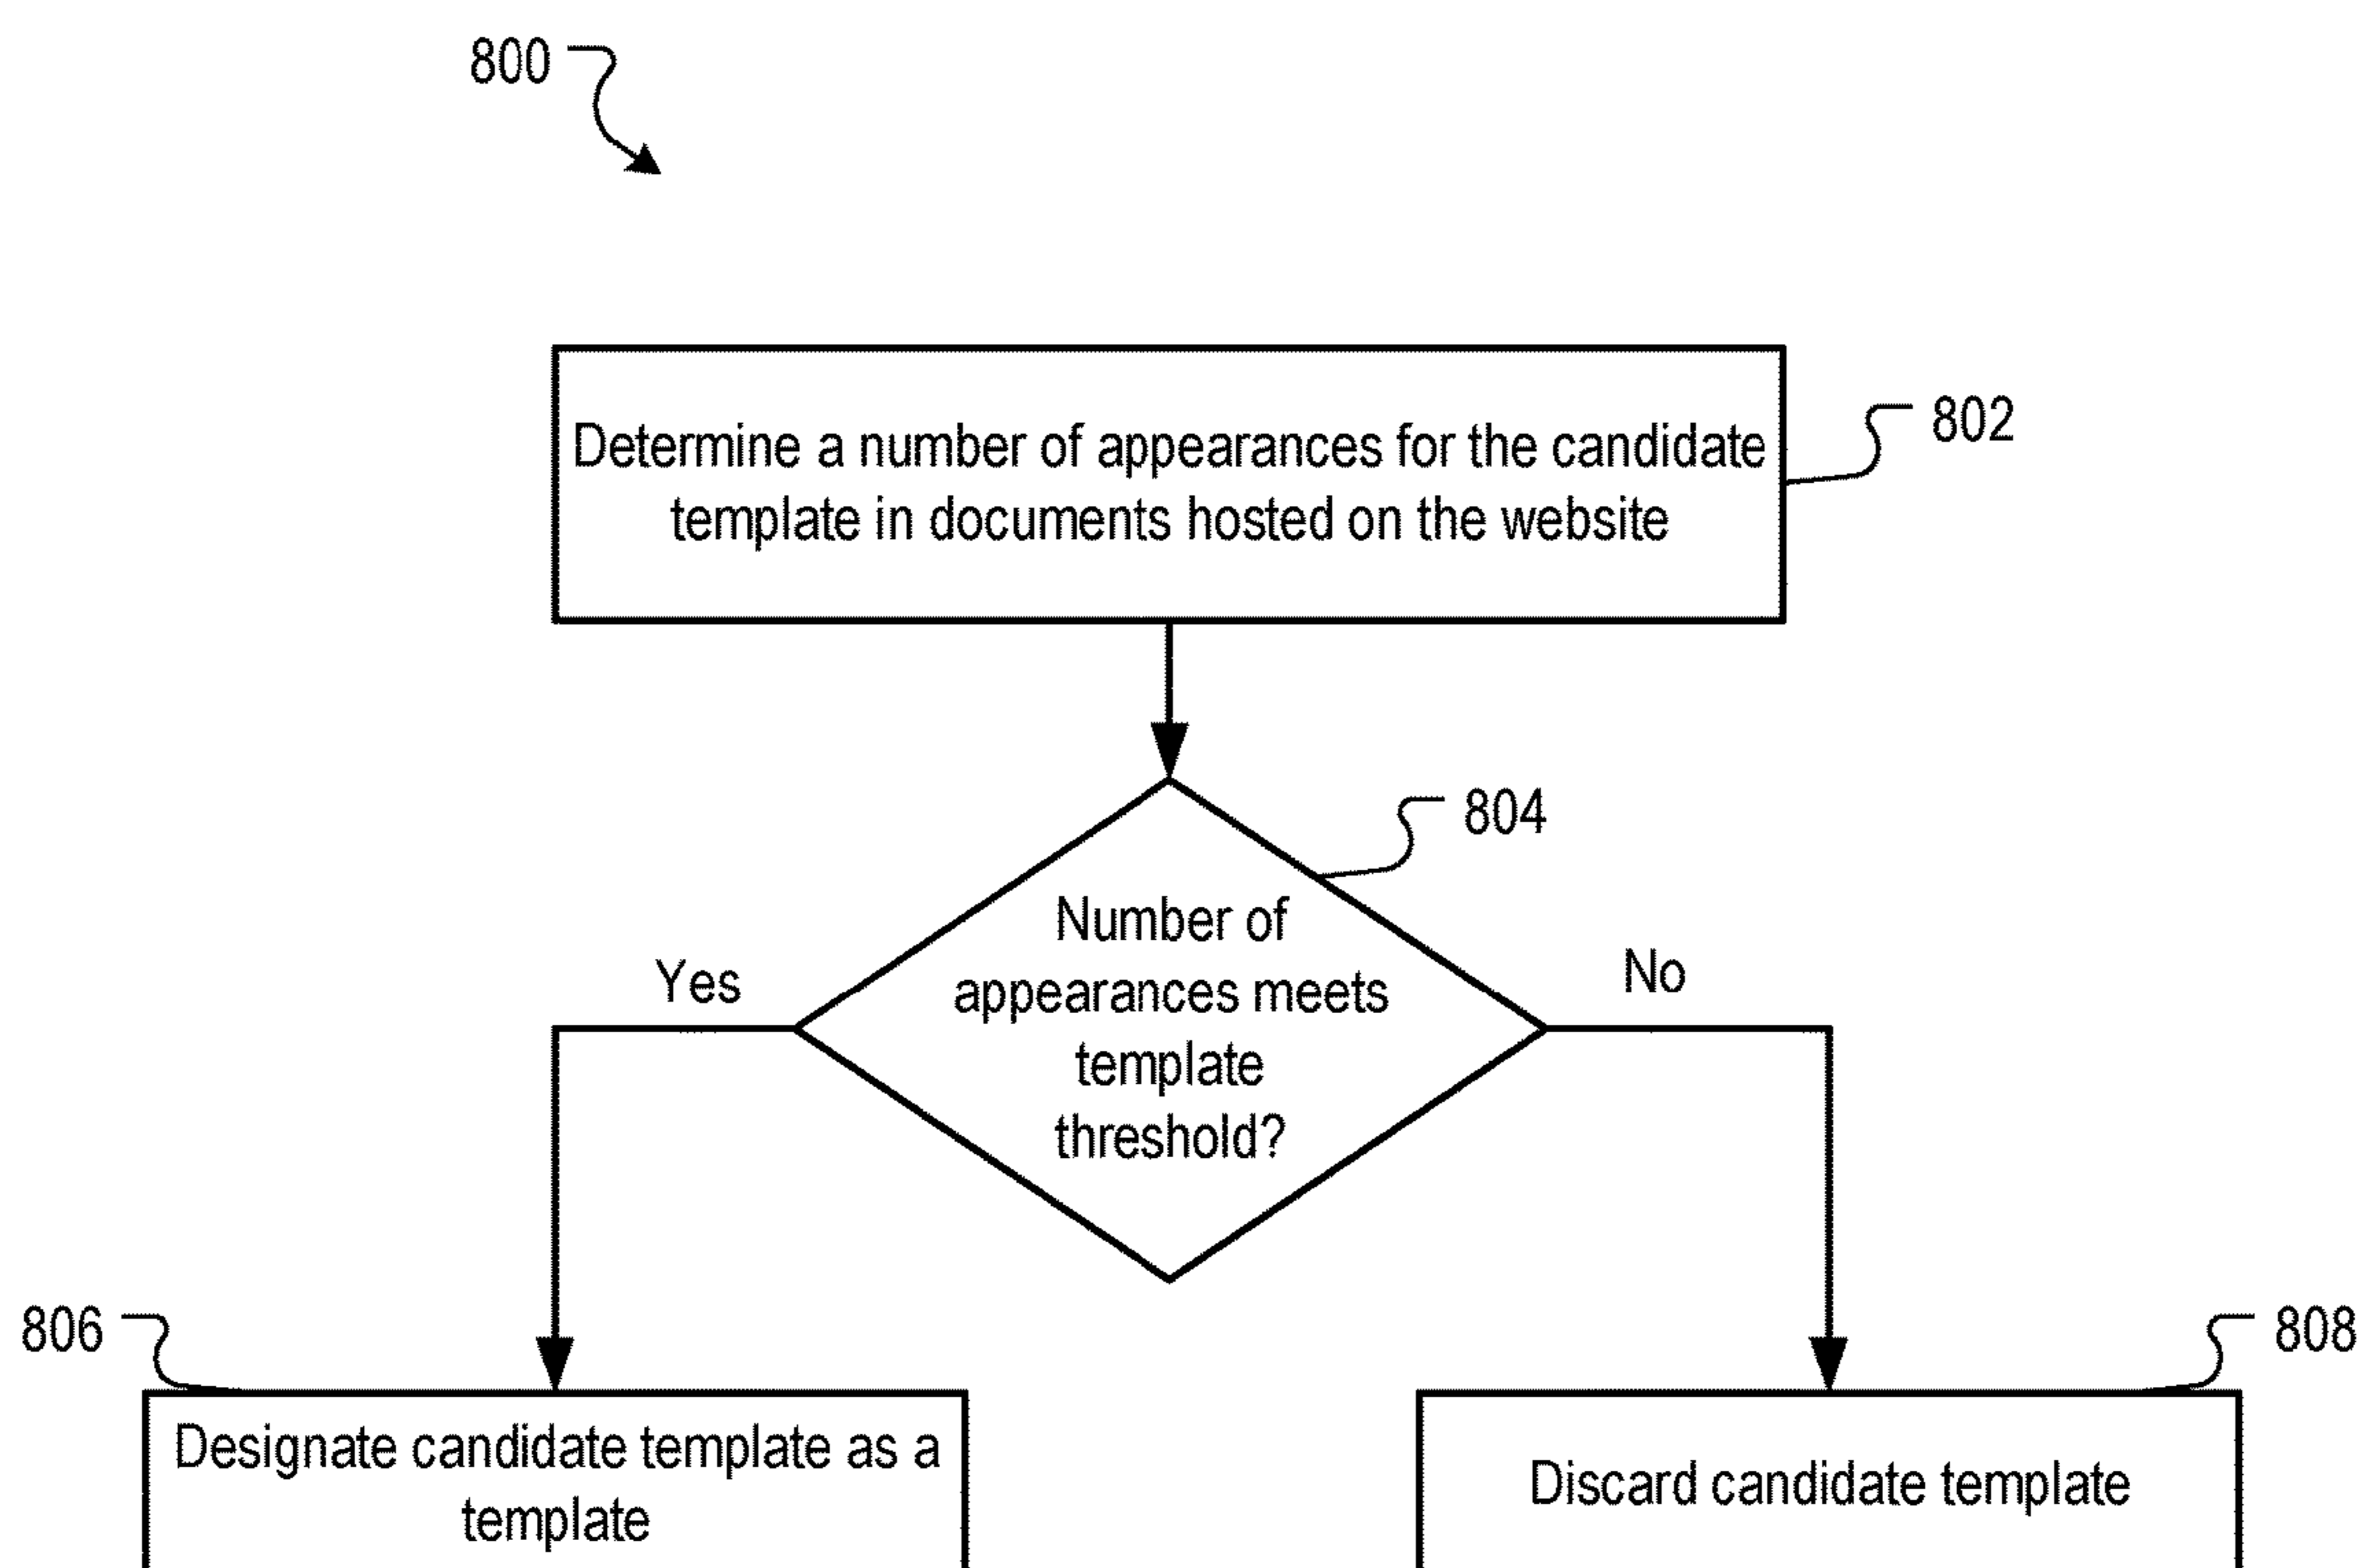 800
Determine a number of appearances for the candidate
template in documents hosted on the website
802
804
Number of
appearances meets
template
threshold?
Yes
No
806
Designate candidate template as a
template
808
Discard candidate template